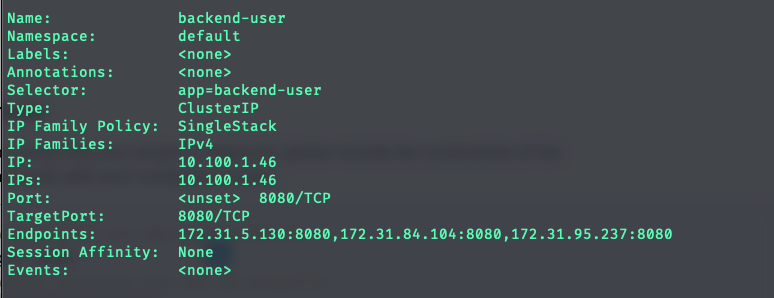 Name: backend-user
Namespace: default
Labels: <none>
Annotations: <none>
Selector: app=backend-user
Type: ClusterIP
IP Family Policy: SingleStack
IP Families: IPv4
IP: 10.100.1.46
IPs: 10.100.1.46
Port: <unset> 8080/TCP
TargetPort: 8080/TCP
Endpoints: 172.31.5.130:8080,172.31.84.104:8080,172.31.95.237:8080
Session Affinity: None
Events: <none>